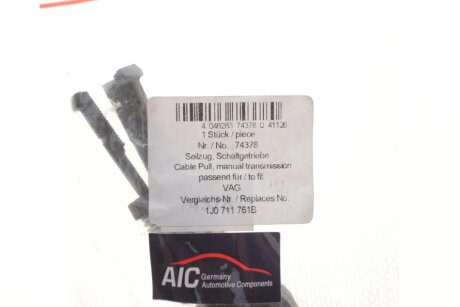 4 046283 74378 0 41126
1 Stück / piece
Nr. / No. 74378
Seilzug, Schaltgetriebe
Cable Pull, manual transmission
passend für / to fit
VAG
Vergleichs-Nr. / Replaces No.
1J0 711 761B
AIC Germany
Automotive Components